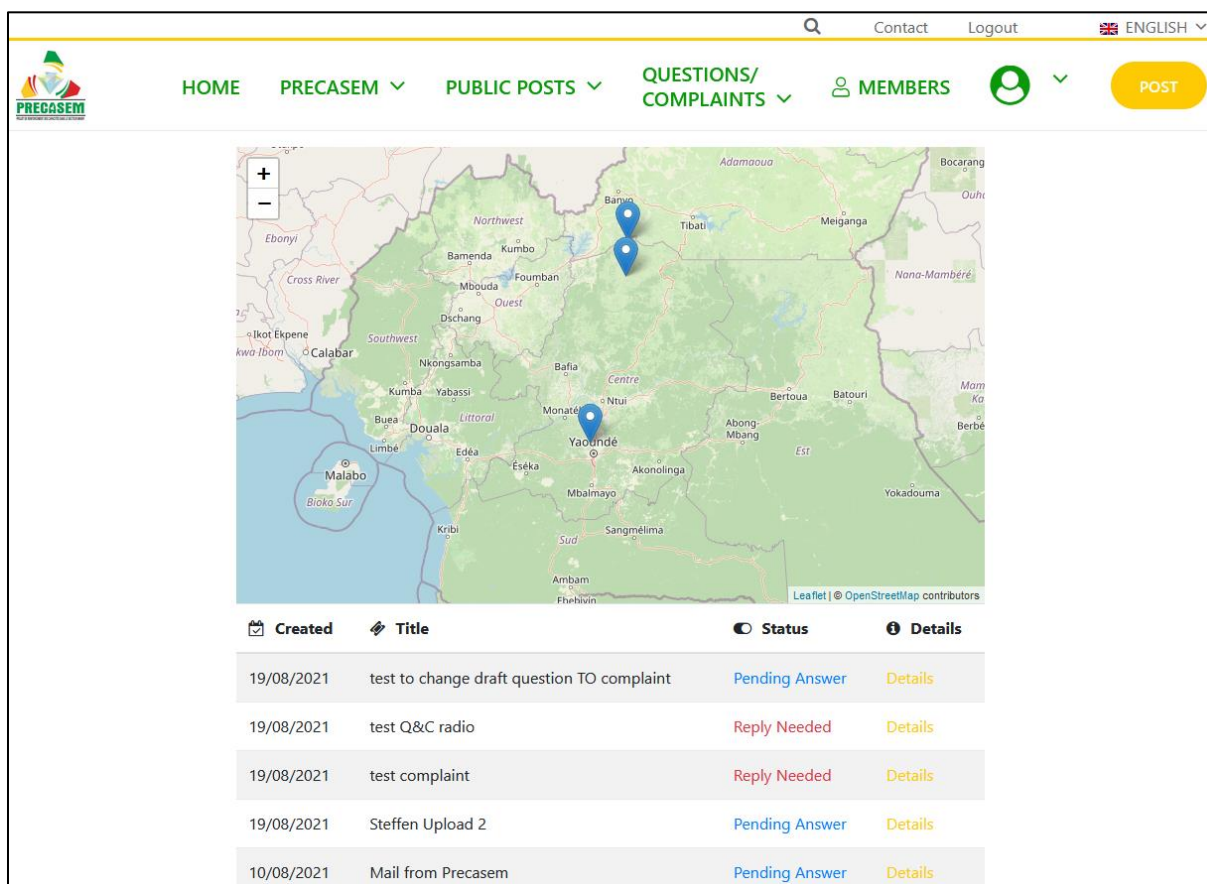 Contact Logout ENGLISH
PRECASEM
HOME PRECASEM PUBLIC POSTS QUESTIONS/
COMPLAINTS MEMBERS POST
+
−
Adamaoua
Bocarang
Banyo
Northwest
Tibati
Meiganga
Ebonyi
Kumbo
Bamenda
Cross River
Foumban
Nana-Mambéré
Mbouda
Ouest
Dschang
Ikot Ekpene
Southwest
Calabar
Nkongsamba
Bafia
Centre
Kumba
Yabassi
Ntui
Bertoua
Batouri
Buea
Littoral
Douala
Yaoundé
Abong-
Mbang
Limbé
Edéa
Est
Malabo
Éséka
Akonolinga
Bioko Sur
Mbalmayo
Yokadouma
Kribi
Sangmélima
Sud
Ambam
Ebebiyin
Leaflet | © OpenStreetMap contributors
Created Title Status Details
19/08/2021 test to change draft question TO complaint Pending Answer Details
19/08/2021 test Q&C radio Reply Needed Details
19/08/2021 test complaint Reply Needed Details
19/08/2021 Steffen Upload 2 Pending Answer Details
10/08/2021 Mail from Precasem Pending Answer Details